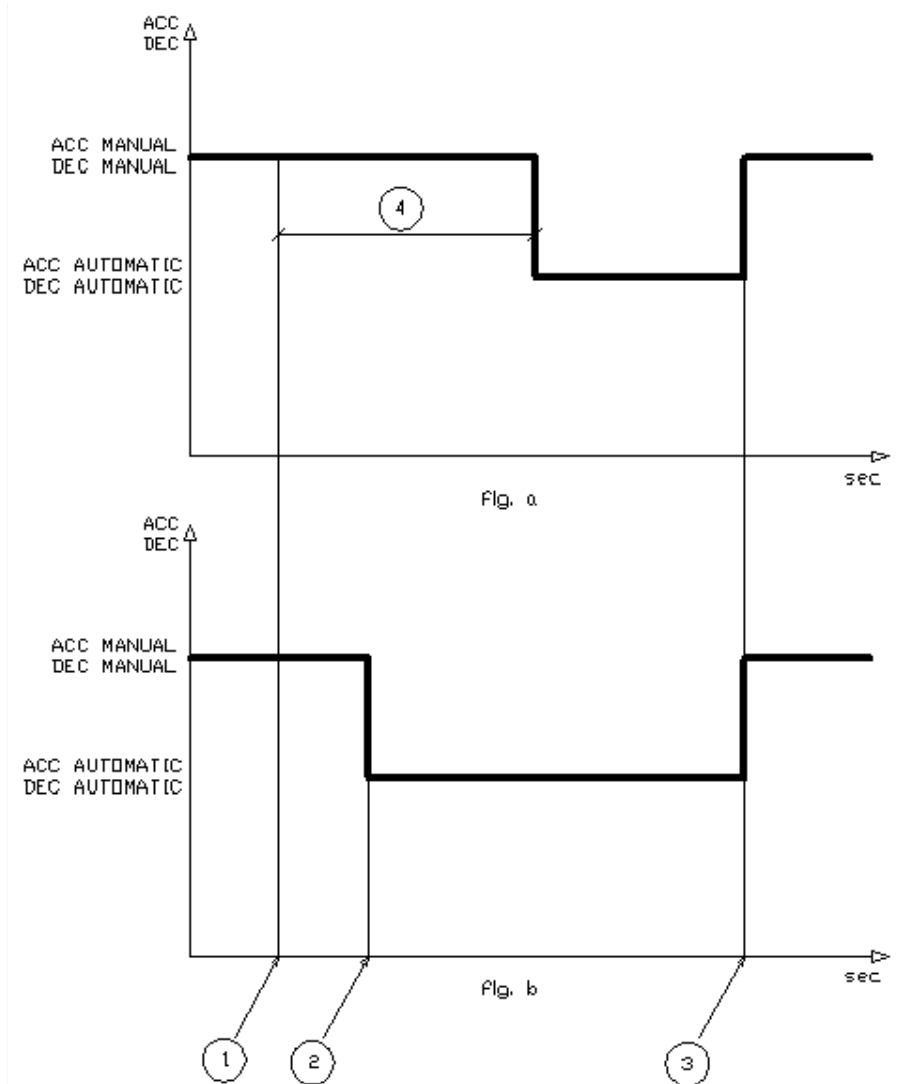 ACC
DEC
ACC MANUAL
DEC MANUAL
4
ACC AUTOMATIC
DEC AUTOMATIC
sec
fig. a
ACC
DEC
ACC MANUAL
DEC MANUAL
ACC AUTOMATIC
DEC AUTOMATIC
sec
fig. b
1
2
3